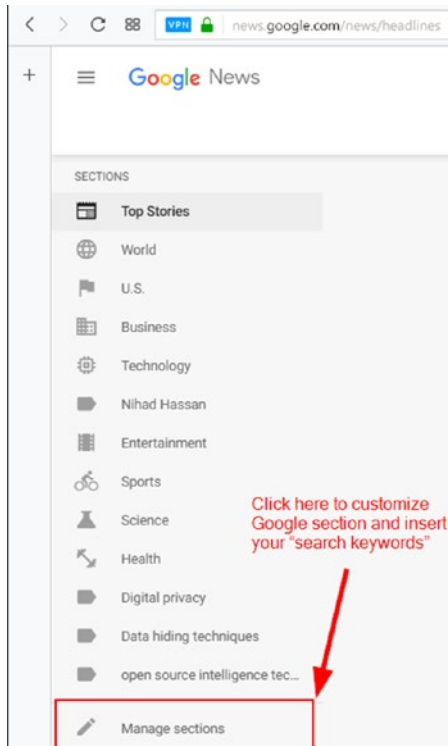 VPN news.google.com/news/headlines
Google News
SECTIONS
Top Stories
World
U.S.
Business
Technology
Nihad Hassan
Entertainment
Sports
Science
Health
Digital privacy
Data hiding techniques
open source intelligence tec...
Manage sections
Click here to customize
Google section and insert
your "search keywords"